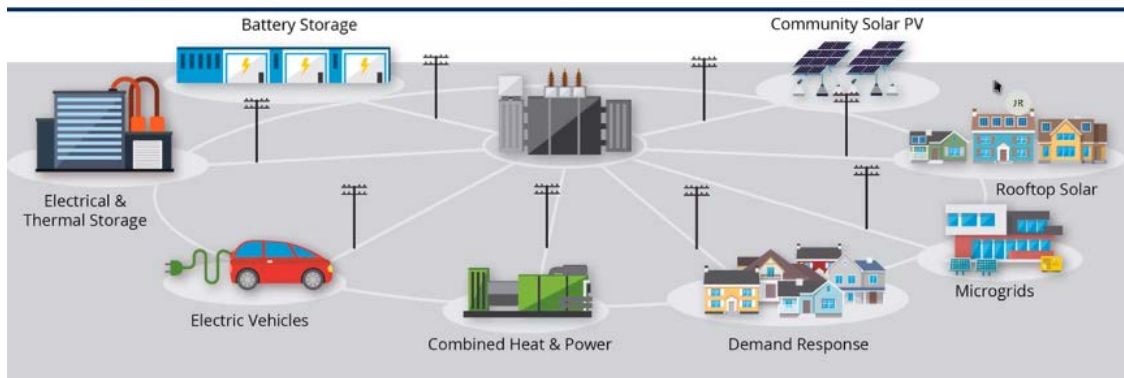 Battery Storage
Community Solar PV
JR
Electrical &
Thermal Storage
Rooftop Solar
Microgrids
Electric Vehicles
Combined Heat & Power
Demand Response